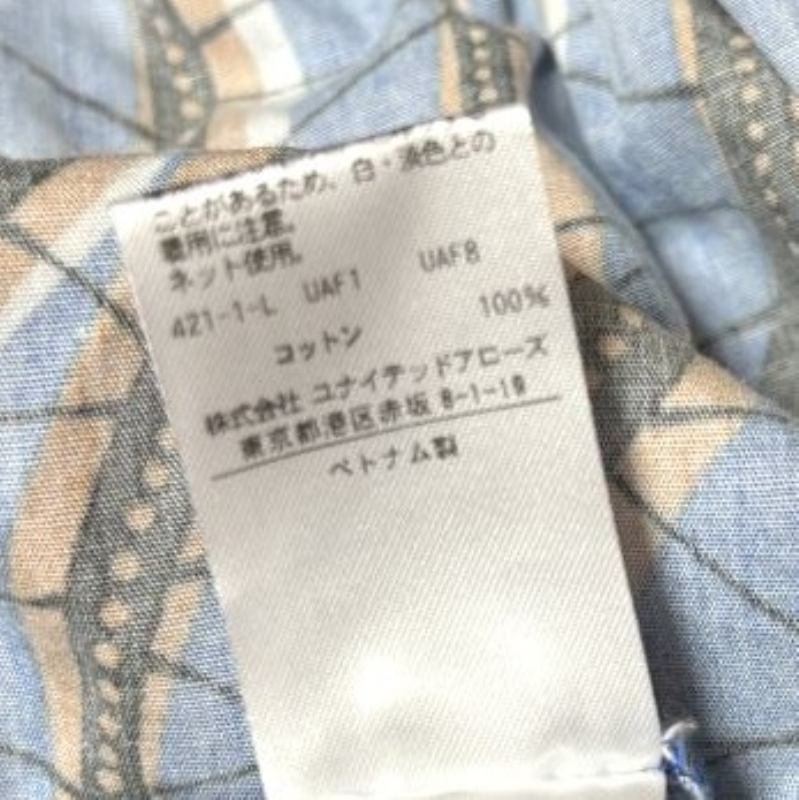 ことがあるため、白・淡色との
着用に注意。
ネット使用。
421-1-L UAF1 UAF8
コットン 100%
株式会社 ユナイテッドアローズ
東京都港区赤坂 8-1-19
ベトナム製